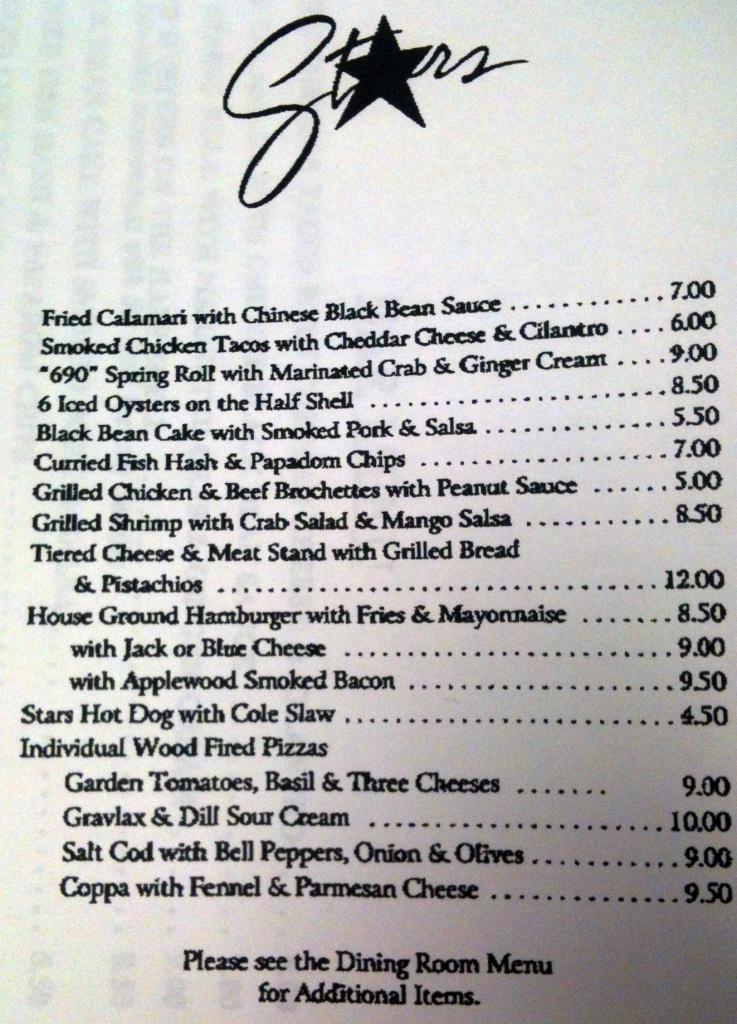 Stars
Fried Calamari with Chinese Black Bean Sauce ............ 7.00
Smoked Chicken Tacos with Cheddar Cheese & Cilantro .... 6.00
"690" Spring Roll with Marinated Crab & Ginger Cream .... 9.00
6 Iced Oysters on the Half Shell ....................... 8.50
Black Bean Cake with Smoked Pork & Salsa .............. 5.50
Curried Fish Hash & Papadom Chips ................... 7.00
Grilled Chicken & Beef Brochettes with Peanut Sauce ...... 5.00
Grilled Shrimp with Crab Salad & Mango Salsa ........... 8.50
Tiered Cheese & Meat Stand with Grilled Bread
& Pistachios .................................. 12.00
House Ground Hamburger with Fries & Mayonnaise ....... 8.50
with Jack or Blue Cheese ......................... 9.00
with Applewood Smoked Bacon .................... 9.50
Stars Hot Dog with Cole Slaw ......................... 4.50
Individual Wood Fired Pizzas
Garden Tomatoes, Basil & Three Cheeses ....... 9.00
Gravlax & Dill Sour Cream ...................... 10.00
Salt Cod with Bell Peppers, Onion & Olives ........... 9.00
Coppa with Fennel & Parmesan Cheese .............. 9.50
Please see the Dining Room Menu
for Additional Items.